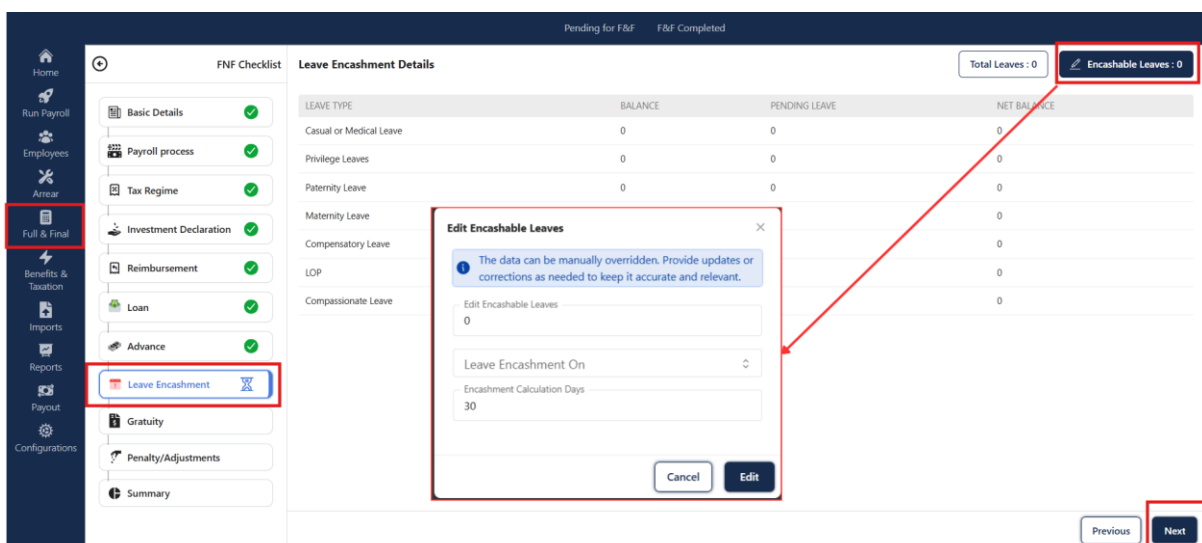 Pending for F&F F&F Completed
Home
Run Payroll
Employees
Arrear
Full & Final
Benefits &
Taxation
Imports
Reports
Payout
Configurations
FNF Checklist
Basic Details
Payroll process
Tax Regime
Investment Declaration
Reimbursement
Loan
Advance
Leave Encashment
Gratuity
Penalty/Adjustments
Summary
Leave Encashment Details
Total Leaves : 0
Encashable Leaves : 0
LEAVE TYPE BALANCE PENDING LEAVE NET BALANCE
Casual or Medical Leave 0 0 0
Privilege Leaves 0 0 0
Paternity Leave 0 0 0
Maternity Leave 0
Compensatory Leave 0
LOP 0
Compassionate Leave 0
Edit Encashable Leaves
The data can be manually overridden. Provide updates or
corrections as needed to keep it accurate and relevant.
Edit Encashable Leaves
0
Leave Encashment On
Encashment Calculation Days
30
Cancel Edit
Previous Next